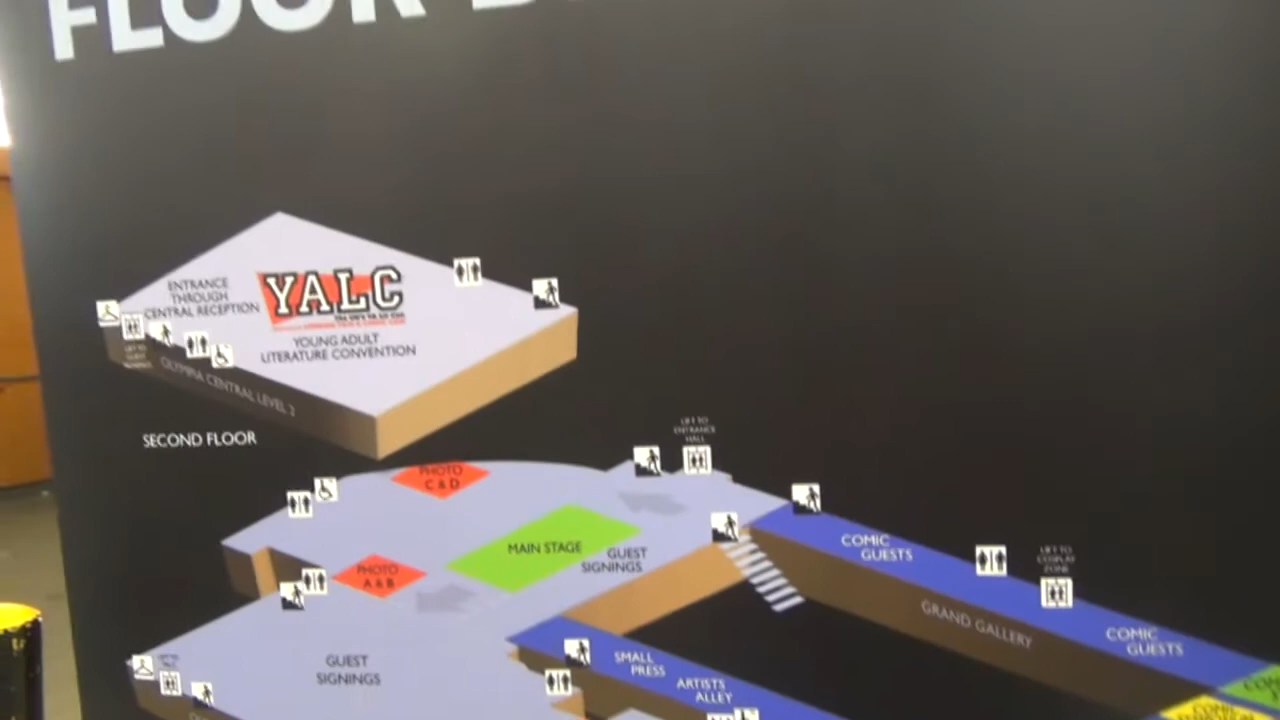 FLOOR
ENTRANCE
THROUGH
CENTRAL RECEPTION
YALC
YOUNG ADULT
LITERATURE CONVENTION
OLYMPIA CENTRAL LEVEL 2
SECOND FLOOR
LIFT TO
ENTRANCE
HALL
PHOTO
C & D
MAIN STAGE
GUEST
SIGNINGS
PHOTO
A & B
COMIC
GUESTS
LIFT TO
COSPLAY
ZONE
GRAND GALLERY
COMIC
GUESTS
GUEST
SIGNINGS
SMALL
PRESS
ARTISTS
ALLEY